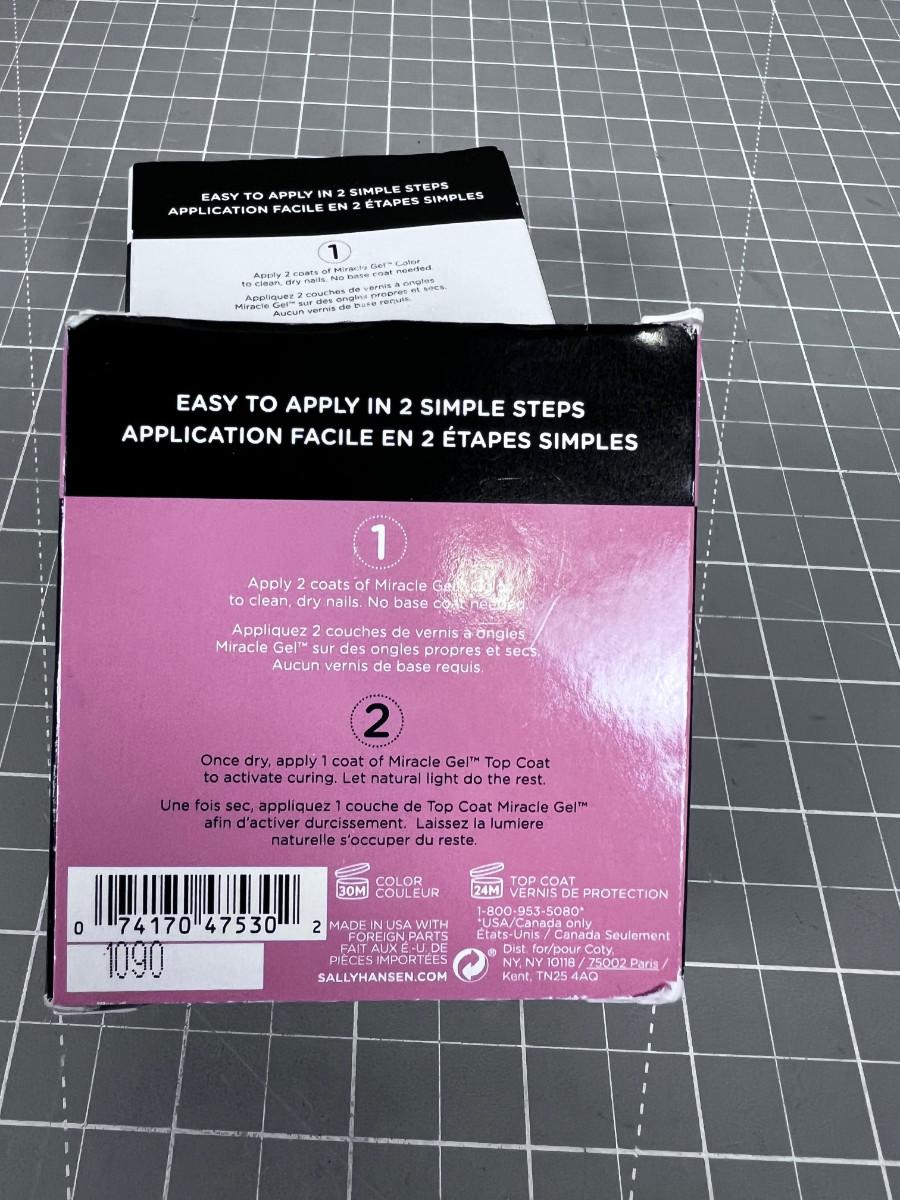 EASY TO APPLY IN 2 SIMPLE STEPS
APPLICATION FACILE EN 2 ÉTAPES SIMPLES
1
Apply 2 coats of Miracle Gel™ Color
to clean, dry nails. No base coat needed.
Appliquez 2 couches de vernis à ongles
Miracle Gel™ sur des ongles propres et secs.
Aucun vernis de base requis.
EASY TO APPLY IN 2 SIMPLE STEPS
APPLICATION FACILE EN 2 ÉTAPES SIMPLES
1
Apply 2 coats of Miracle Gel™ Color
to clean, dry nails. No base coat needed.
Appliquez 2 couches de vernis à ongles
Miracle Gel™ sur des ongles propres et secs.
Aucun vernis de base requis.
2
Once dry, apply 1 coat of Miracle Gel™ Top Coat
to activate curing. Let natural light do the rest.
Une fois sec, appliquez 1 couche de Top Coat Miracle Gel™
afin d'activer durcissement. Laissez la lumiere
naturelle s'occuper du reste.
30M COLOR
COULEUR
24M TOP COAT
VERNIS DE PROTECTION
0 74170 47530 2
1090
MADE IN USA WITH
FOREIGN PARTS
FAIT AUX É.-U. DE
PIÈCES IMPORTÉES
SALLYHANSEN.COM
1-800-953-5080*
*USA/Canada only
États-Unis / Canada Seulement
® Dist. for/pour Coty,
NY, NY 10118 / 75002 Paris /
Kent, TN25 4AQ